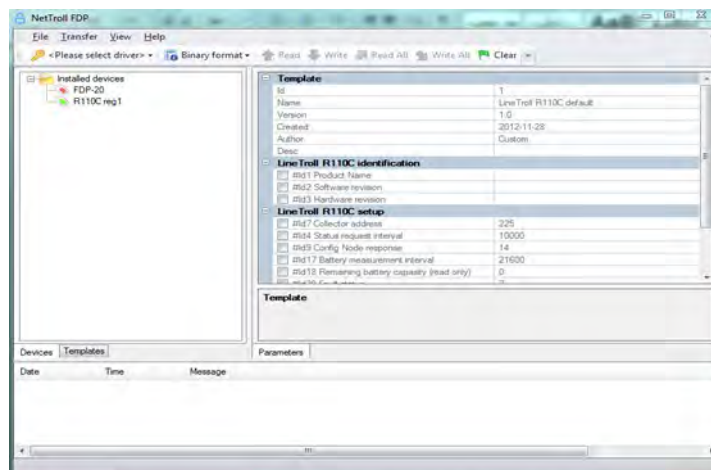 NetTroll FDP
File Transfer View Help
<Please select driver> Binary format Read Write Read All Write All Clear
Installed devices
FDP-20
R110C reg1
Template
Id 1
Name LineTroll R110C default
Version 1.0
Created 2012-11-28
Author Custom
Desc
LineTroll R110C identification
#Id1 Product Name
#Id2 Software revision
#Id3 Hardware revision
LineTroll R110C setup
#Id7 Collector address 225
#Id4 Status request interval 10000
#Id9 Config Node response 14
#Id17 Battery measurement interval 21600
#Id18 Remaining battery capacity (read only) 0
Template
Devices Templates
Parameters
Date Time Message